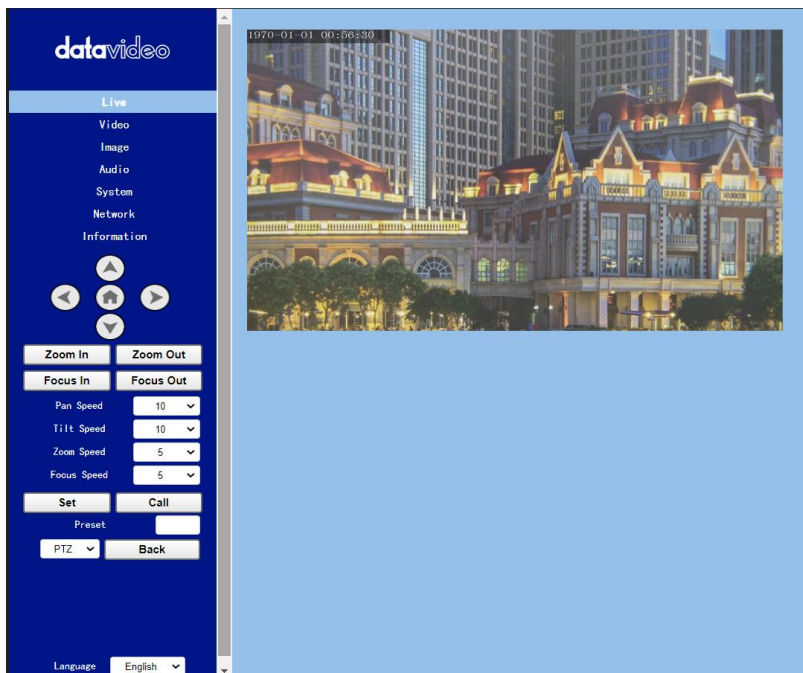 datavideo
Live
Video
Image
Audio
System
Network
Information
Zoom In Zoom Out
Focus In Focus Out
Pan Speed 10
Tilt Speed 10
Zoom Speed 5
Focus Speed 5
Set Call
Preset
PTZ Back
Language English
1970-01-01 00:56:30